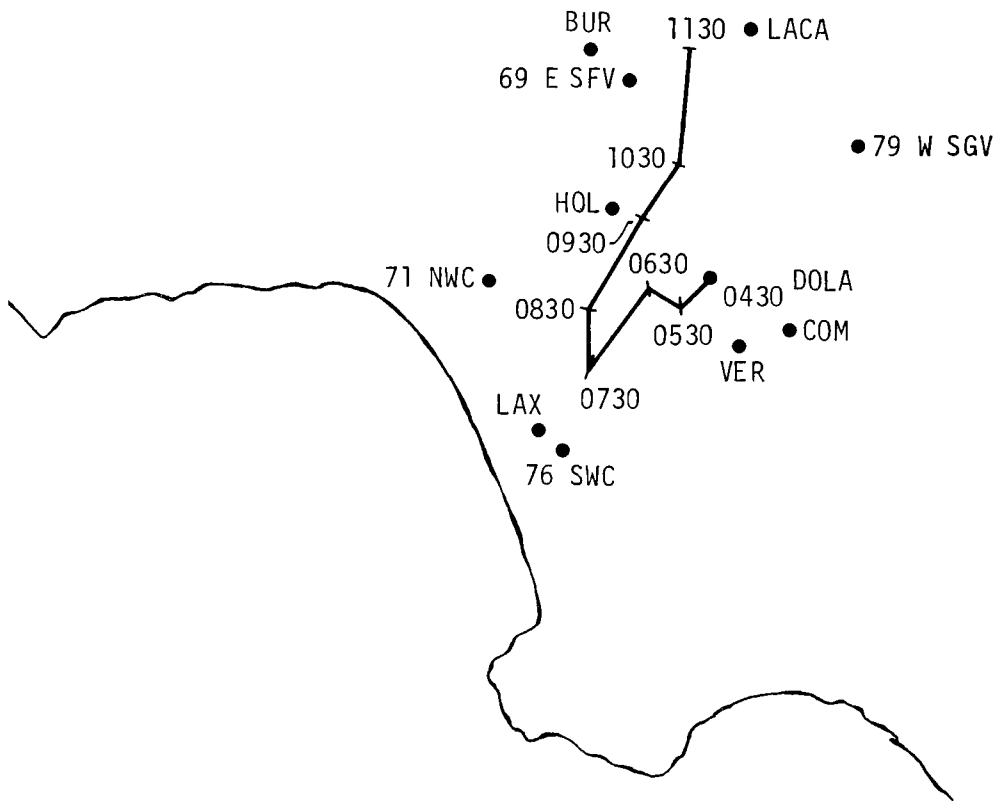 BUR
1130
LACA
69 E SFV
1030
79 W SGV
HOL
0930
0630
71 NWC
DOLA
0830
0430
0530
COM
VER
0730
LAX
76 SWC